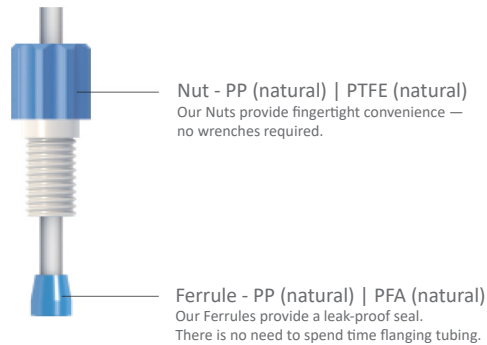 Nut - PP (natural) | PTFE (natural)
Our Nuts provide fingertight convenience —
no wrenches required.
Ferrule - PP (natural) | PFA (natural)
Our Ferrules provide a leak-proof seal.
There is no need to spend time flanging tubing.